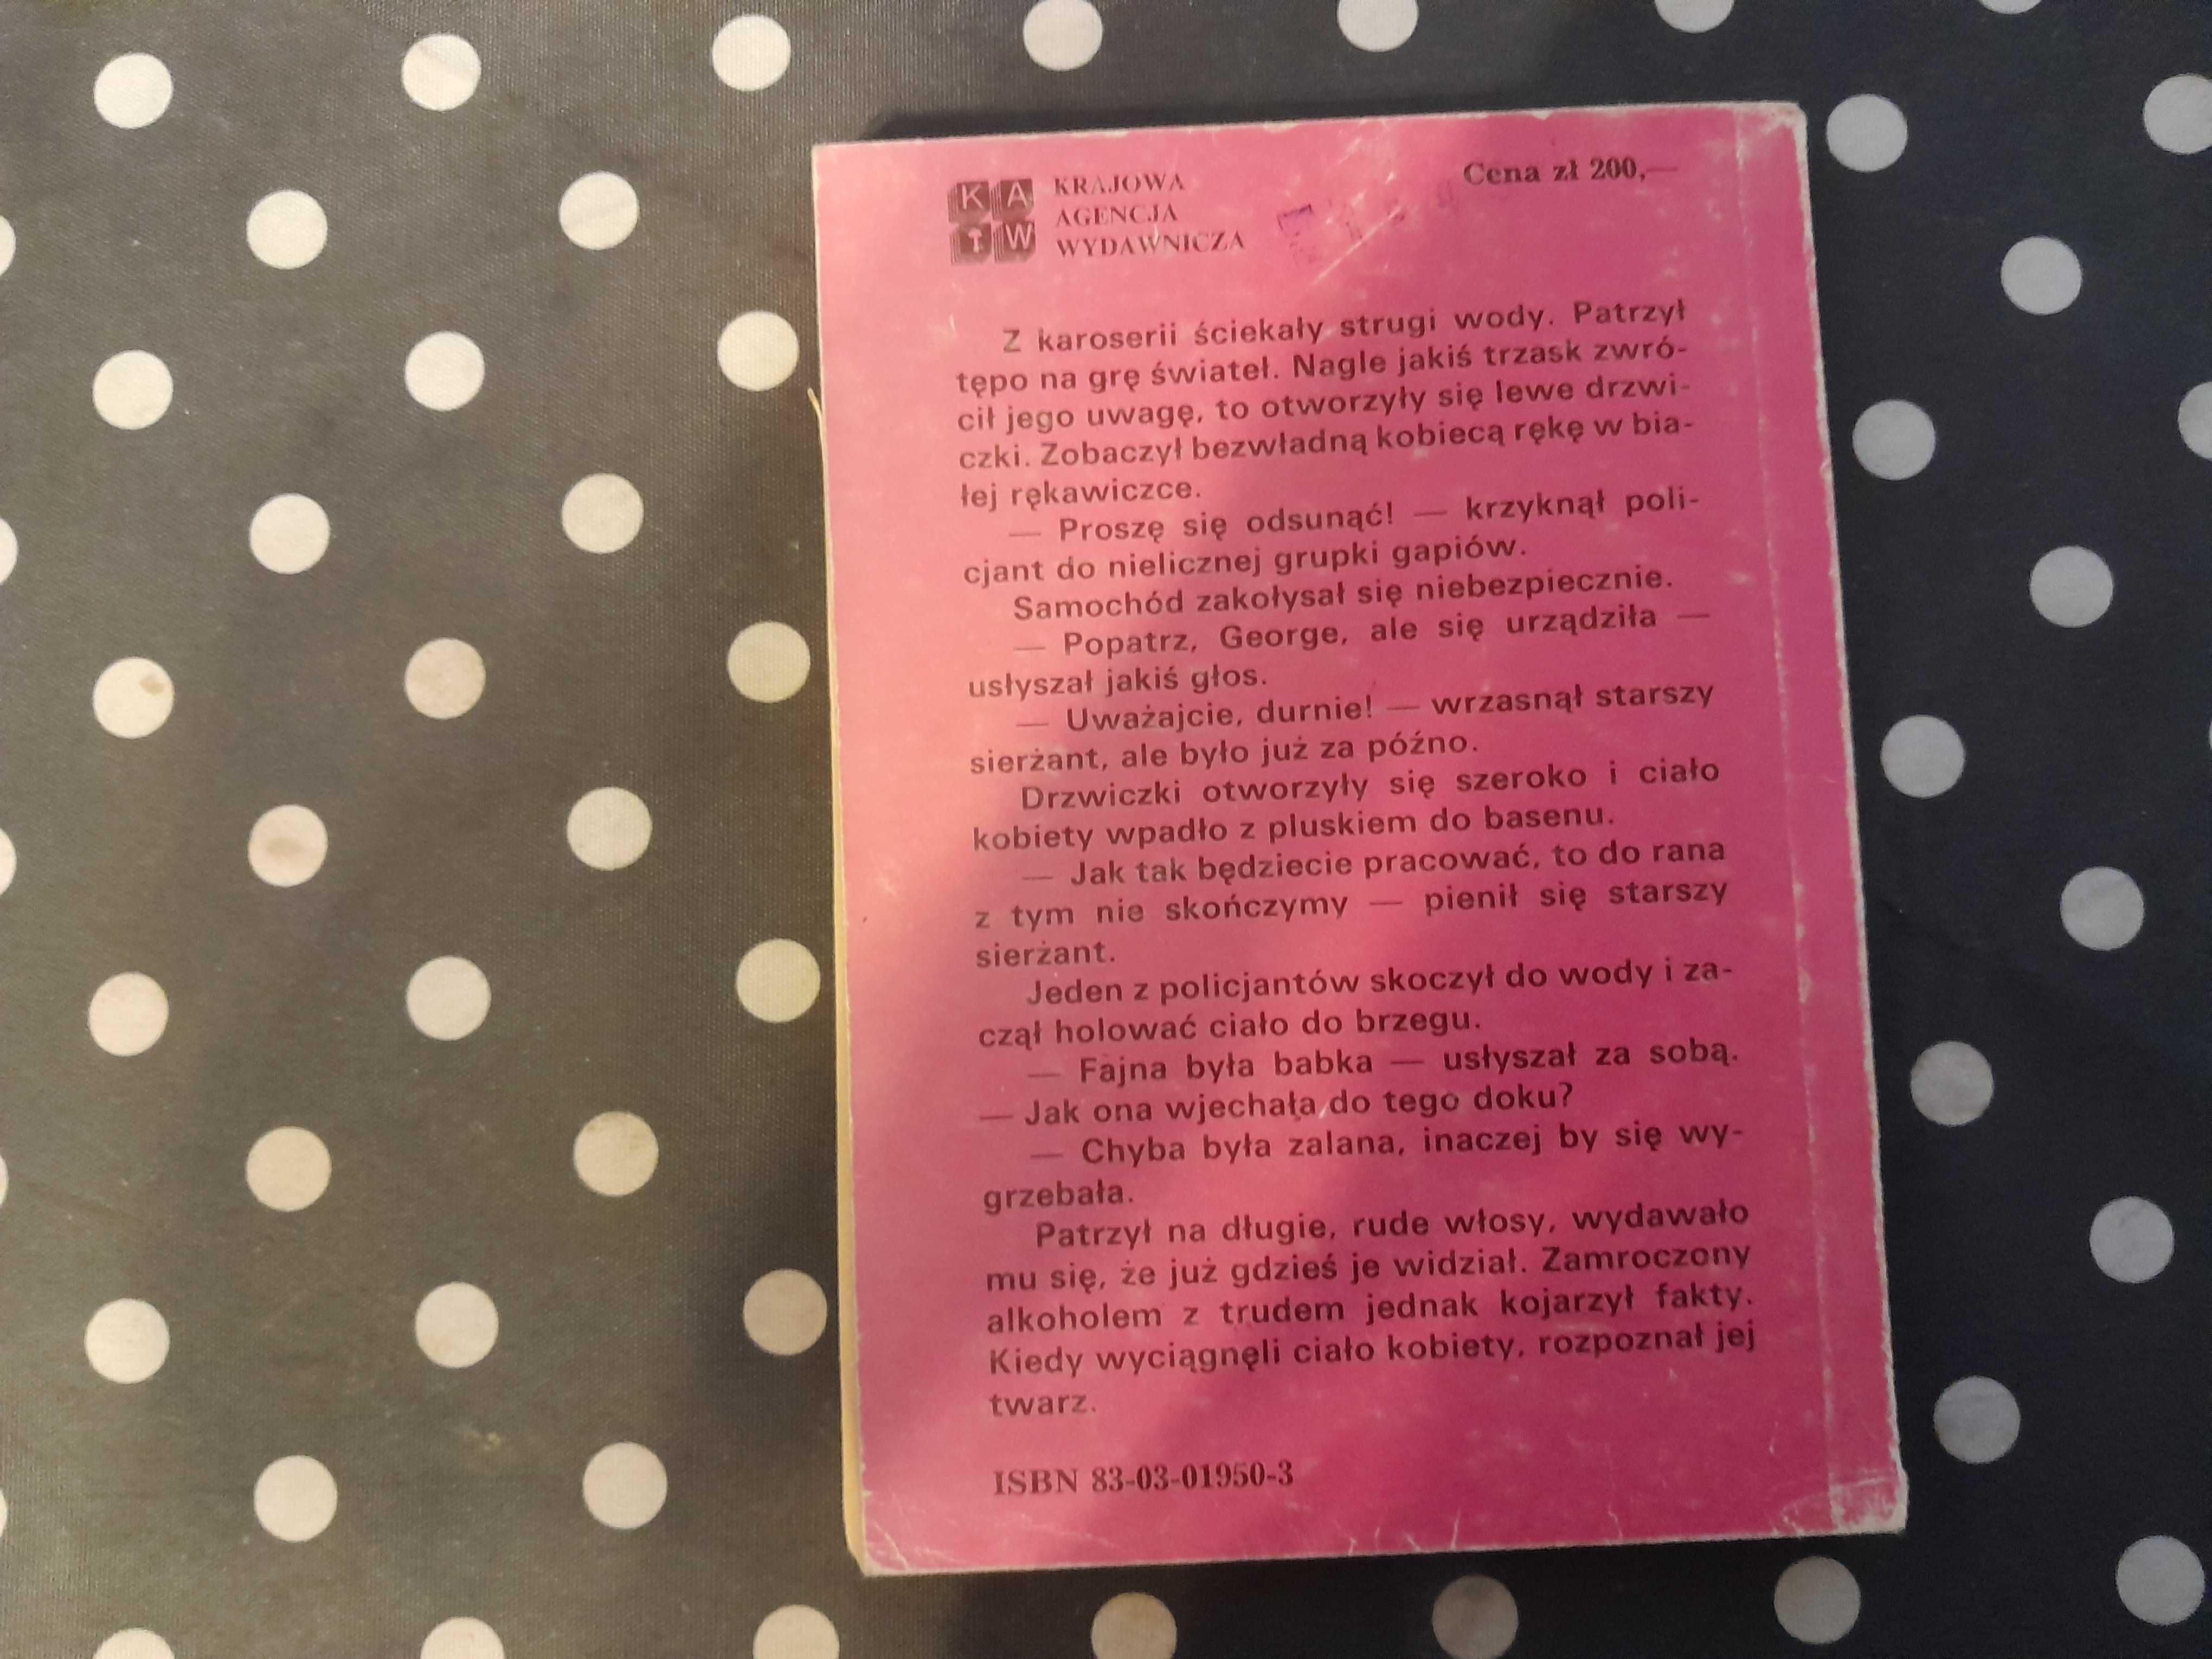 K A
W
KRAJOWA
AGENCJA
WYDAWNICZA
Cena zł 200,—
Z karoserii ściekały strugi wody. Patrzył
tępo na grę świateł. Nagle jakiś trzask zwró-
cił jego uwagę, to otworzyły się lewe drzwi-
czki. Zobaczył bezwładną kobiecą rękę w bia-
łej rękawiczce.
— Proszę się odsunąć! — krzyknął poli-
cjant do nielicznej grupki gapiów.
Samochód zakołysał się niebezpiecznie.
— Popatrz, George, ale się urządziła —
usłyszał jakiś głos.
— Uważajcie, durnie! — wrzasnął starszy
sierżant, ale było już za późno.
Drzwiczki otworzyły się szeroko i ciało
kobiety wpadło z pluskiem do basenu.
— Jak tak będziecie pracować, to do rana
z tym nie skończymy — pienił się starszy
sierżant.
Jeden z policjantów skoczył do wody i za-
czął holować ciało do brzegu.
— Fajna była babka — usłyszał za sobą.
— Jak ona wjechała do tego doku?
— Chyba była zalana, inaczej by się wy-
grzebała.
Patrzył na długie, rude włosy, wydawało
mu się, że już gdzieś je widział. Zamroczony
alkoholem z trudem jednak kojarzył fakty.
Kiedy wyciągnęli ciało kobiety, rozpoznał jej
twarz.
ISBN 83-03-01950-3